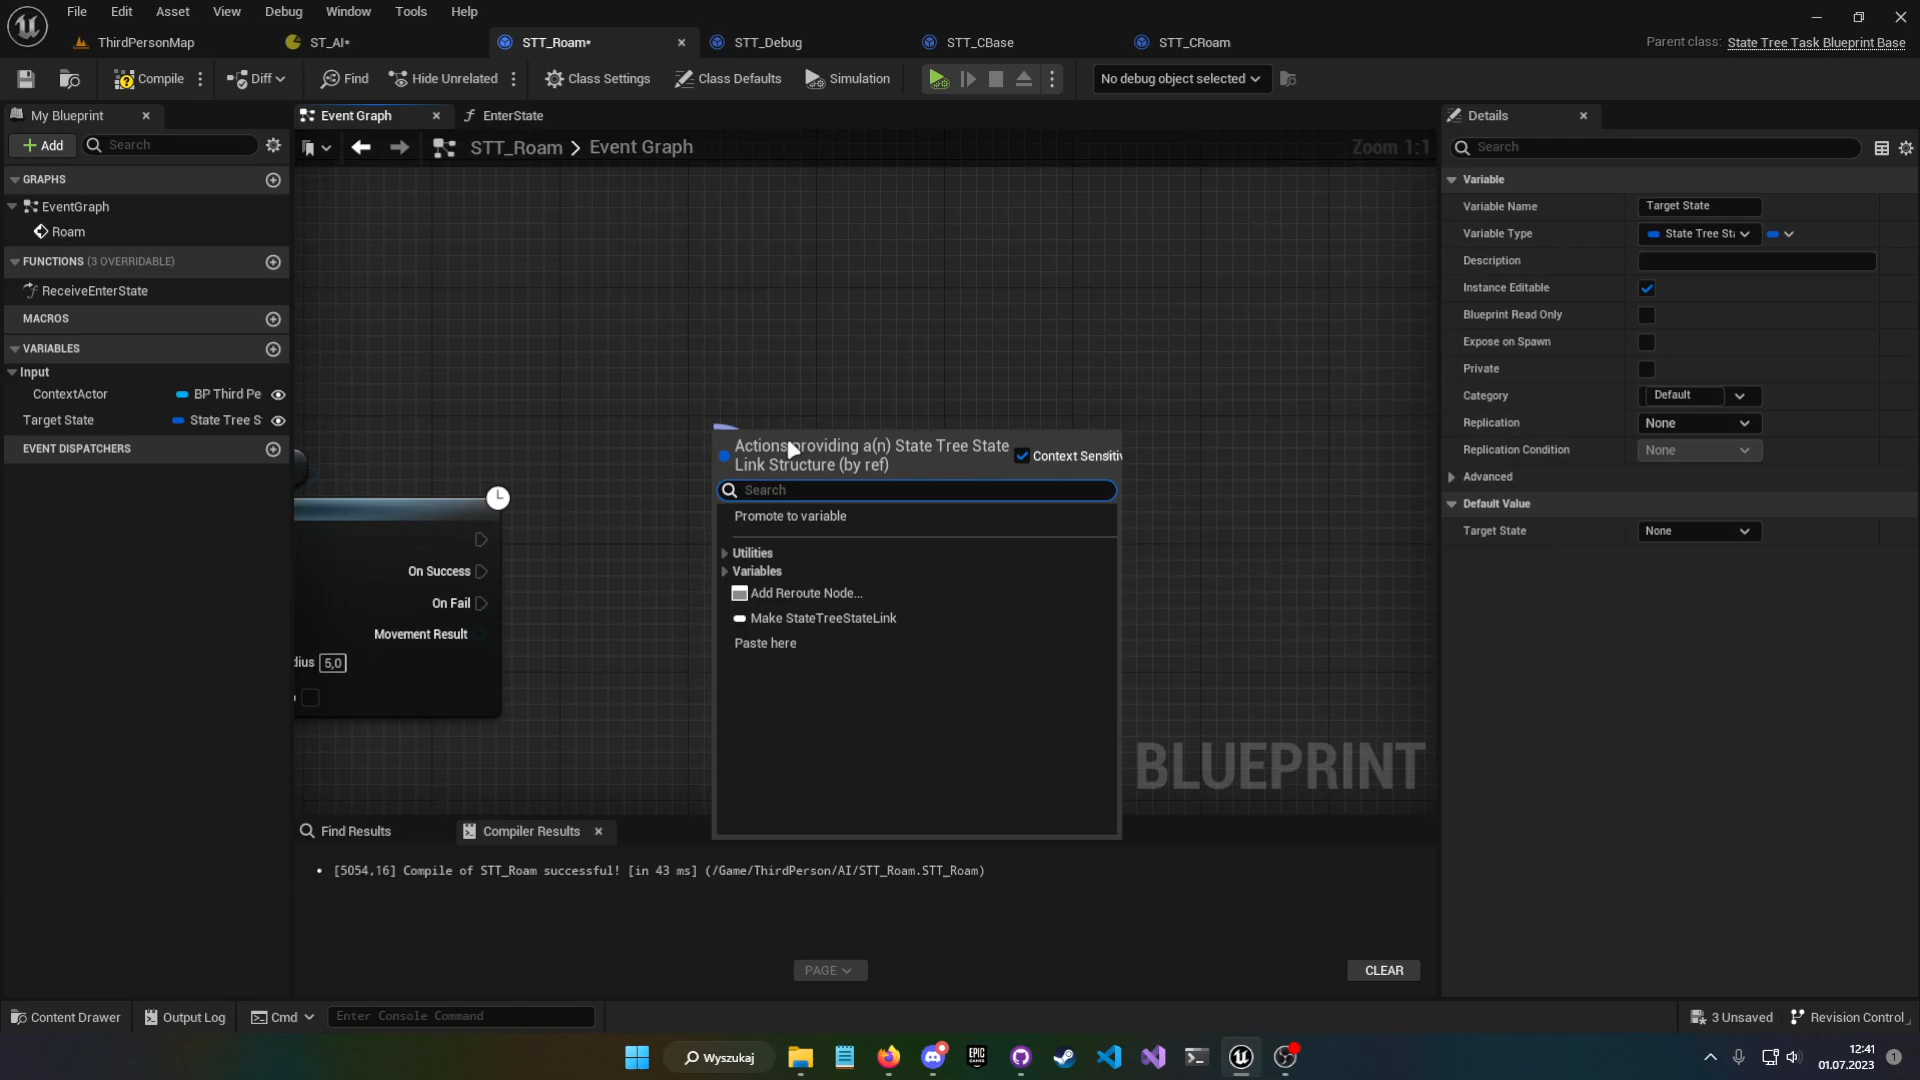 File Edit Asset View Debug Window Tools Help
ThirdPersonMap ST_AI* STT_Roam* STT_Debug STT_CBase STT_CRoam Parent class: State Tree Task Blueprint Base
Compile Diff Find Hide Unrelated Class Settings Class Defaults Simulation No debug object selected
My Blueprint
Add Search
GRAPHS
EventGraph
Roam
FUNCTIONS (3 OVERRIDABLE)
ReceiveEnterState
MACROS
VARIABLES
Input
ContextActor BP Third Pe
Target State State Tree S
EVENT DISPATCHERS
Event Graph EnterState
STT_Roam > Event Graph Zoom 1:1
On Success
On Fail
Movement Result
dius 5,0
Actions providing a(n) State Tree State
Link Structure (by ref)
Context Sensitiv
Search
Promote to variable
Utilities
Variables
Add Reroute Node...
Make StateTreeStateLink
Paste here
BLUEPRINT
Find Results Compiler Results
• [5054,16] Compile of STT_Roam successful! [in 43 ms] (/Game/ThirdPerson/AI/STT_Roam.STT_Roam)
PAGE CLEAR
Details
Search
Variable
Variable Name Target State
Variable Type State Tree Sta
Description
Instance Editable
Blueprint Read Only
Expose on Spawn
Private
Category Default
Replication None
Replication Condition None
Advanced
Default Value
Target State None
Content Drawer Output Log Cmd Enter Console Command 3 Unsaved Revision Control
Wyszukaj
EPIC GAMES
12:41
01.07.2023
1